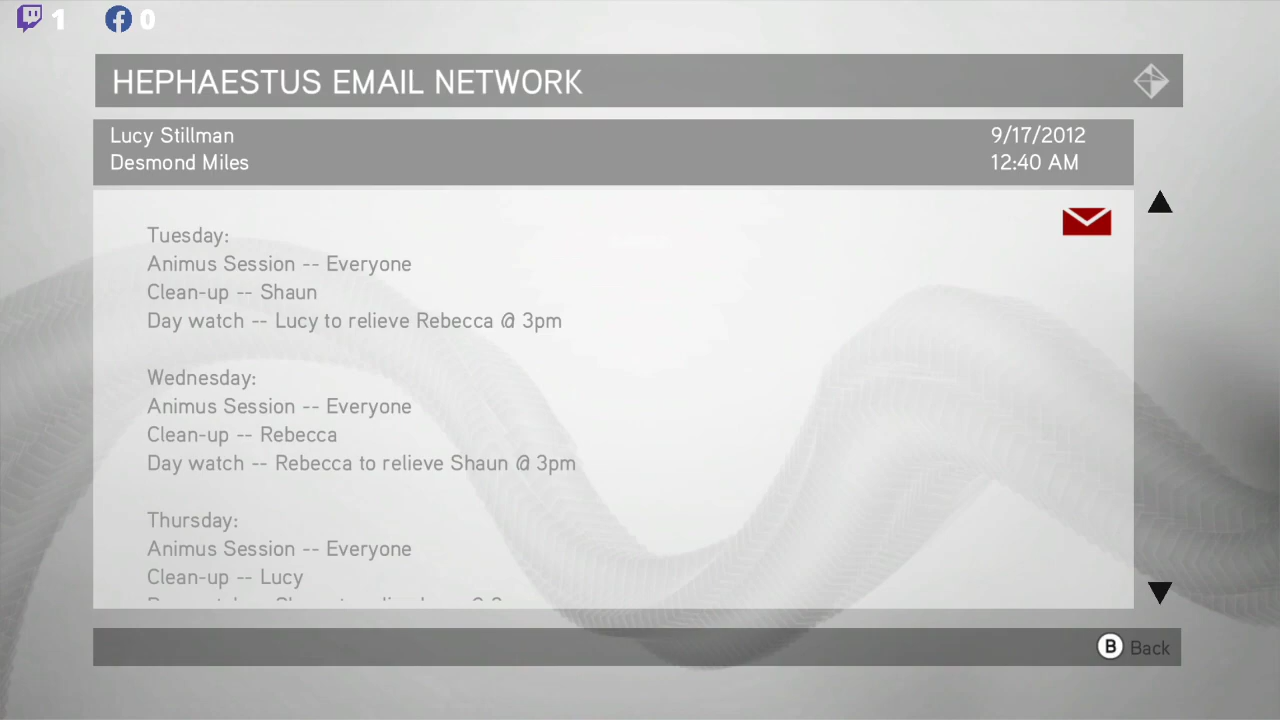 1 0
HEPHAESTUS EMAIL NETWORK
Lucy Stillman 9/17/2012
Desmond Miles 12:40 AM
Tuesday:
Animus Session -- Everyone
Clean-up -- Shaun
Day watch -- Lucy to relieve Rebecca @ 3pm
Wednesday:
Animus Session -- Everyone
Clean-up -- Rebecca
Day watch -- Rebecca to relieve Shaun @ 3pm
Thursday:
Animus Session -- Everyone
Clean-up -- Lucy
B Back